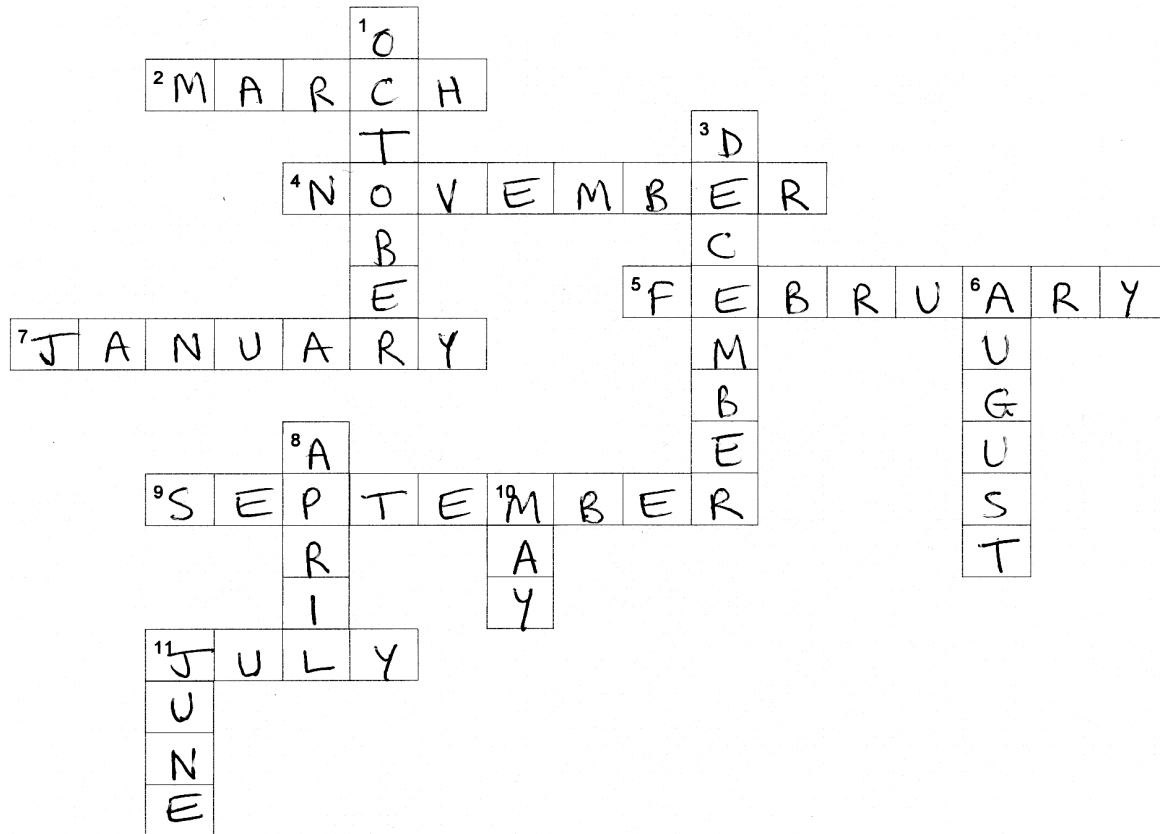 1 O
2 M A R C H
T 3 D
4 N O V E M B E R
B C
E 5 F E B R U 6 A R Y
7 J A N U A R Y M U
B G
8 A E U
9 S E P T E 10 M B E R S
R A T
I Y
11 J U L Y
U
N
E